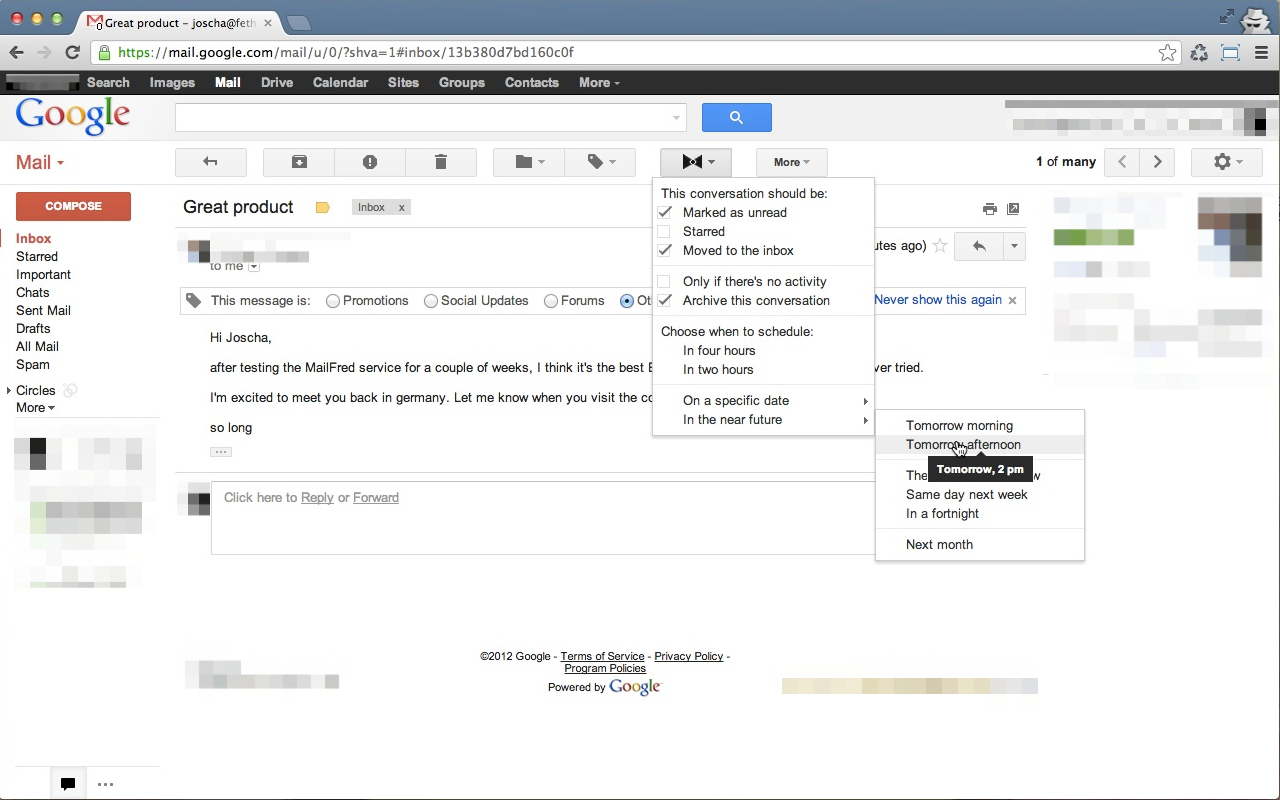 Great product – joscha@feth
https://mail.google.com/mail/u/0/?shva=1#inbox/13b380d7bd160c0f
Search Images Mail Drive Calendar Sites Groups Contacts More
Google
Mail
More
1 of many
COMPOSE
Inbox
Starred
Important
Chats
Sent Mail
Drafts
All Mail
Spam
Circles
More
Great product
Inbox x
to me
utes ago)
This message is: Promotions Social Updates Forums Ot
Never show this again ×
Hi Joscha,
after testing the MailFred service for a couple of weeks, I think it's the best E ver tried.
I'm excited to meet you back in germany. Let me know when you visit the co
so long
...
Click here to Reply or Forward
This conversation should be:
Marked as unread
Starred
Moved to the inbox
Only if there's no activity
Archive this conversation
Choose when to schedule:
In four hours
In two hours
On a specific date
In the near future
Tomorrow morning
Tomorrow afternoon
Tomorrow, 2 pm
The w
Same day next week
In a fortnight
Next month
©2012 Google - Terms of Service - Privacy Policy -
Program Policies
Powered by Google